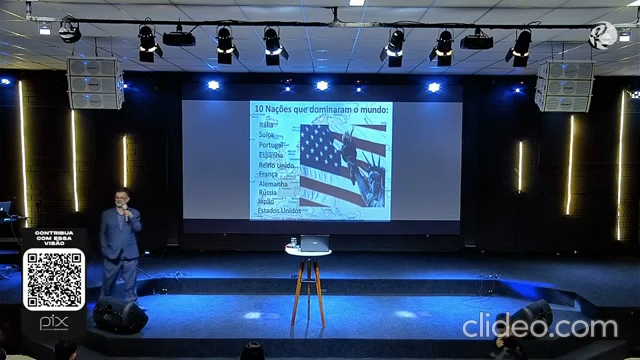 10 Nações que dominaram o mundo:
Itália
Suíça
Portugal
Espanha
Reino Unido
França
Alemanha
Rússia
Japão
Estados Unidos
CONTRIBUA
COM ESSA
VISÃO
pix
clideo.com